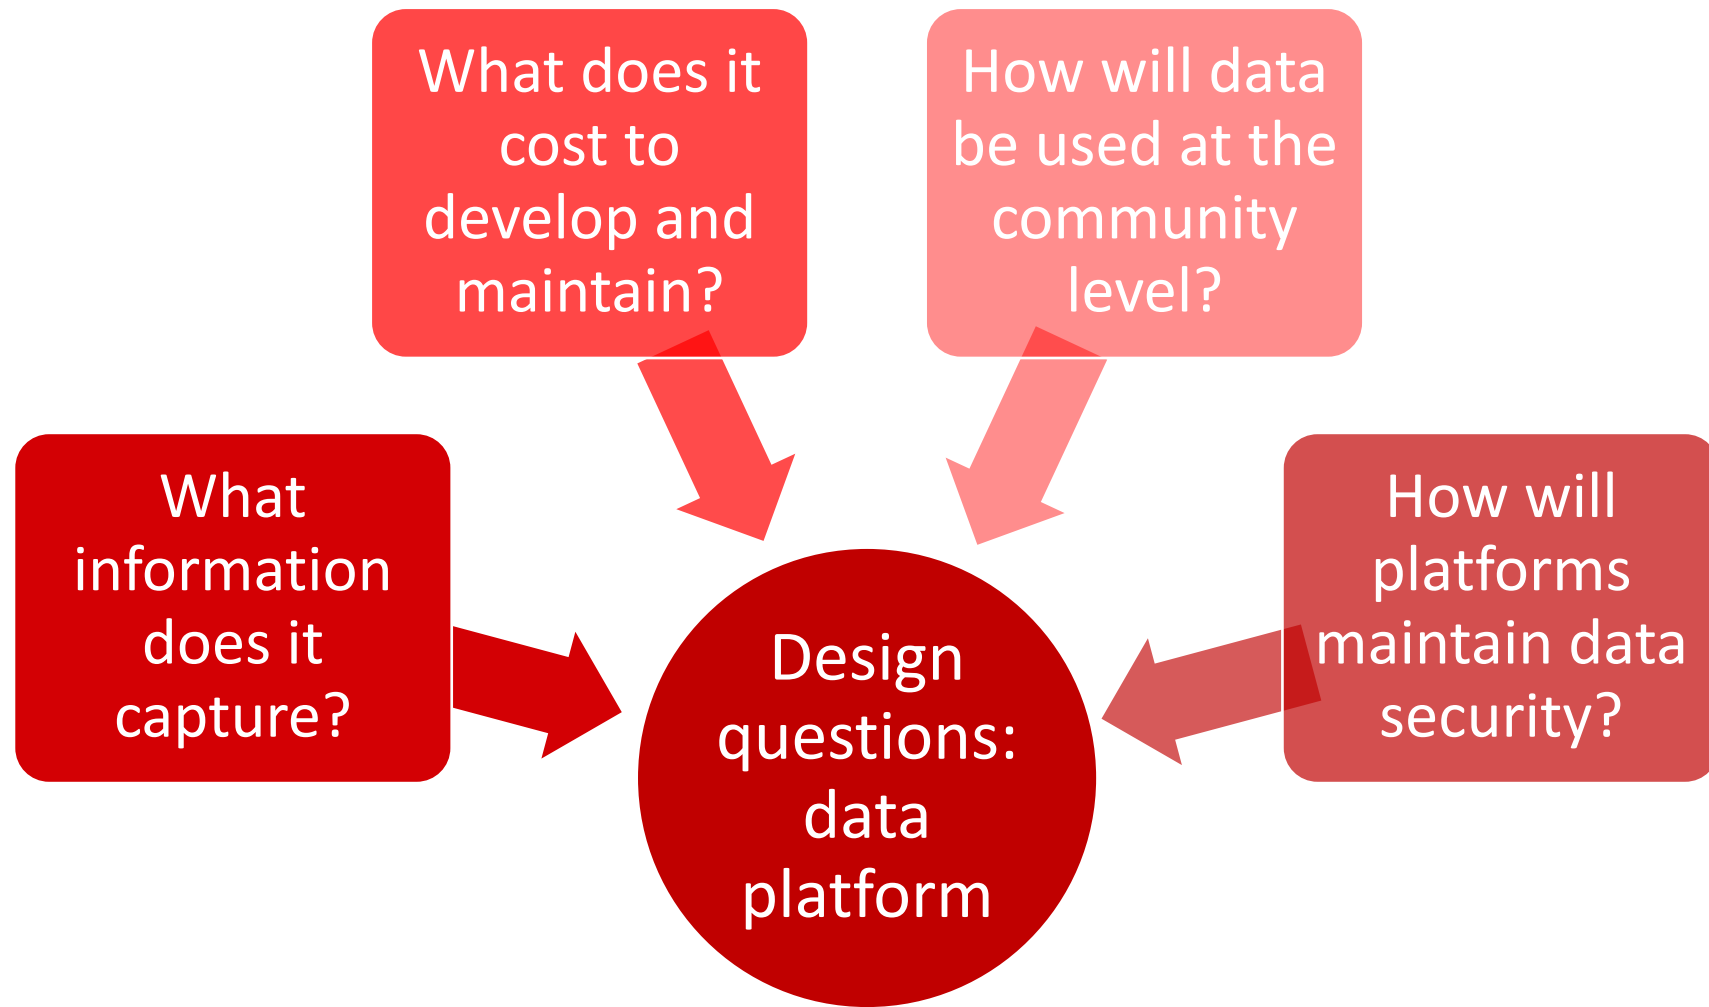 What does it
cost to
develop and
maintain?
How will data
be used at the
community
level?
What
information
does it
capture?
How will
platforms
maintain data
security?
Design
questions:
data
platform